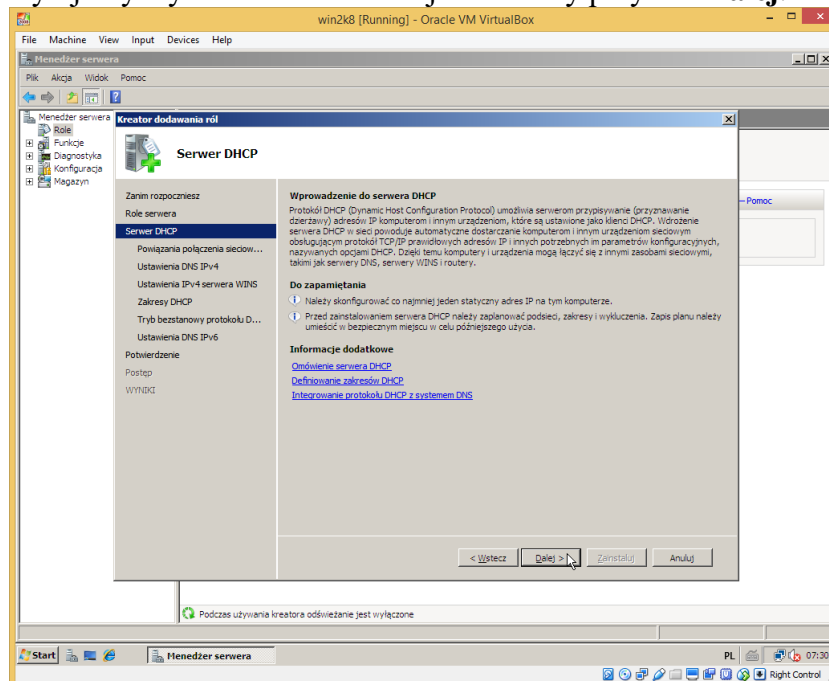 win2k8 [Running] - Oracle VM VirtualBox
File Machine View Input Devices Help
Menedżer serwera
Plik Akcja Widok Pomoc
Menedżer serwera
Role
Funkcje
Diagnostyka
Konfiguracja
Magazyn
Kreator dodawania ról
Serwer DHCP
Zanim rozpoczniesz
Role serwera
Serwer DHCP
Powiązania połączenia sieciow...
Ustawienia DNS IPv4
Ustawienia IPv4 serwera WINS
Zakresy DHCP
Tryb bezstanowy protokołu D...
Ustawienia DNS IPv6
Potwierdzenie
Postęp
WYNIKI
Wprowadzenie do serwera DHCP
Protokół DHCP (Dynamic Host Configuration Protocol) umożliwia serwerom przypisywanie (przyznawanie
dzierżawy) adresów IP komputerom i innym urządzeniom, które są ustawione jako klienci DHCP. Wdrożenie
serwera DHCP w sieci powoduje automatyczne dostarczanie komputerom i innym urządzeniom sieciowym
obsługującym protokół TCP/IP prawidłowych adresów IP i innych potrzebnych im parametrów konfiguracyjnych,
nazywanych opcjami DHCP. Dzięki temu komputery i urządzenia mogą łączyć się z innymi zasobami sieciowymi,
takimi jak serwery DNS, serwery WINS i routery.
Do zapamiętania
Należy skonfigurować co najmniej jeden statyczny adres IP na tym komputerze.
Przed zainstalowaniem serwera DHCP należy zaplanować podsieci, zakresy i wykluczenia. Zapis planu należy
umieścić w bezpiecznym miejscu w celu późniejszego użycia.
Informacje dodatkowe
Omówienie serwera DHCP
Definiowanie zakresów DHCP
Integrowanie protokołu DHCP z systemem DNS
Pomoc
< Wstecz Dalej > Zainstaluj Anuluj
Podczas używania kreatora odświeżanie jest wyłączone
Start Menedżer serwera PL 07:30
Right Control